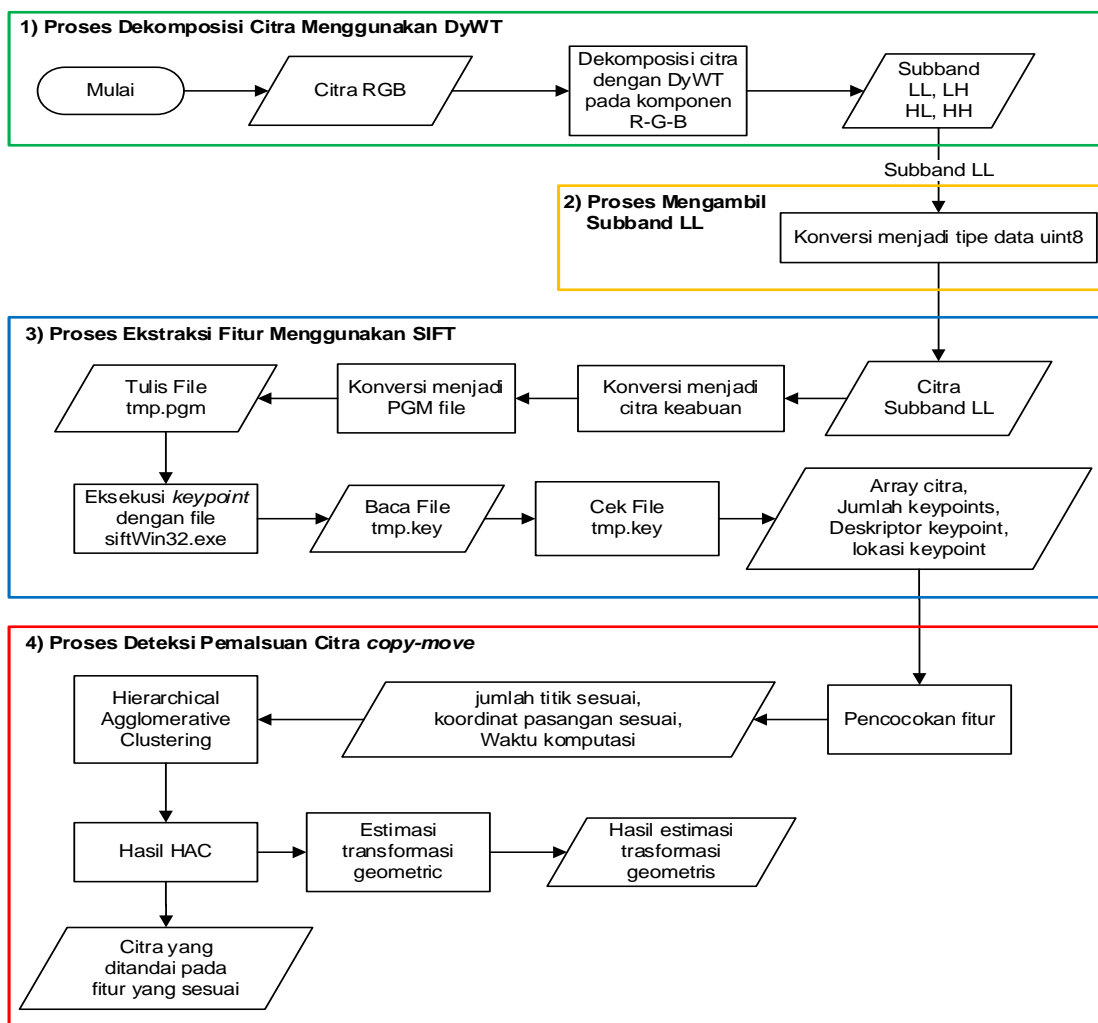 1) Proses Dekomposisi Citra Menggunakan DyWT
Mulai
Citra RGB
Dekomposisi citra
dengan DyWT
pada komponen
R-G-B
Subband
LL, LH
HL, HH
Subband LL
2) Proses Mengambil
Subband LL
Konversi menjadi tipe data uint8
3) Proses Ekstraksi Fitur Menggunakan SIFT
Citra
Subband LL
Konversi menjadi
citra keabuan
Konversi menjadi
PGM file
Tulis File
tmp.pgm
Eksekusi keypoint
dengan file
siftWin32.exe
Baca File
tmp.key
Cek File
tmp.key
Array citra,
Jumlah keypoints,
Deskriptor keypoint,
lokasi keypoint
4) Proses Deteksi Pemalsuan Citra copy-move
Pencocokan fitur
jumlah titik sesuai,
koordinat pasangan sesuai,
Waktu komputasi
Hierarchical
Agglomerative
Clustering
Hasil HAC
Estimasi
transformasi
geometric
Hasil estimasi
trasformasi
geometris
Citra yang
ditandai pada
fitur yang sesuai